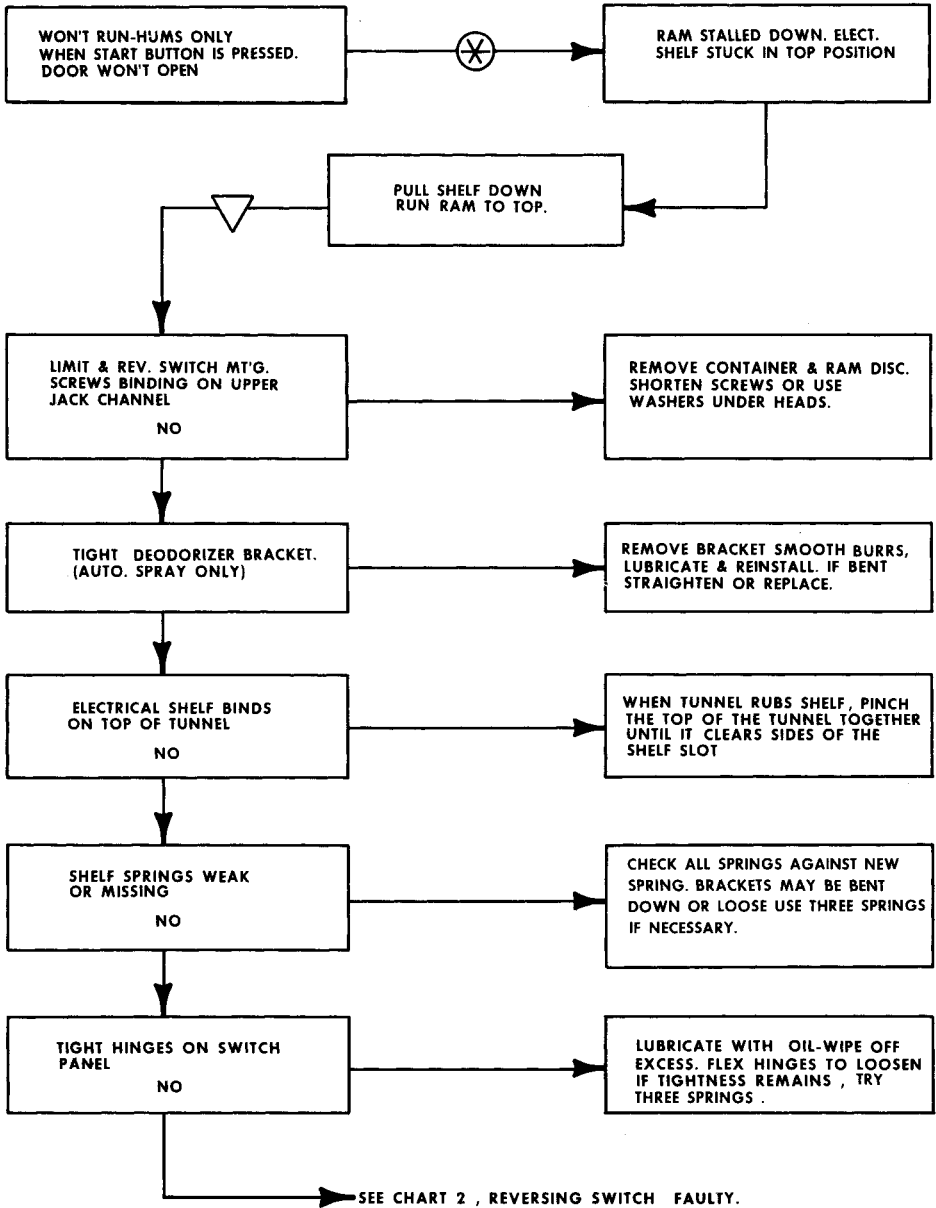 WON'T RUN-HUMS ONLY
WHEN START BUTTON IS PRESSED.
DOOR WON'T OPEN
RAM STALLED DOWN. ELECT.
SHELF STUCK IN TOP POSITION
PULL SHELF DOWN
RUN RAM TO TOP.
LIMIT & REV. SWITCH MT'G.
SCREWS BINDING ON UPPER
JACK CHANNEL
NO
REMOVE CONTAINER & RAM DISC.
SHORTEN SCREWS OR USE
WASHERS UNDER HEADS.
TIGHT DEODORIZER BRACKET.
(AUTO. SPRAY ONLY)
REMOVE BRACKET SMOOTH BURRS,
LUBRICATE & REINSTALL. IF BENT
STRAIGHTEN OR REPLACE.
ELECTRICAL SHELF BINDS
ON TOP OF TUNNEL
NO
WHEN TUNNEL RUBS SHELF, PINCH
THE TOP OF THE TUNNEL TOGETHER
UNTIL IT CLEARS SIDES OF THE
SHELF SLOT
SHELF SPRINGS WEAK
OR MISSING
NO
CHECK ALL SPRINGS AGAINST NEW
SPRING. BRACKETS MAY BE BENT
DOWN OR LOOSE USE THREE SPRINGS
IF NECESSARY.
TIGHT HINGES ON SWITCH
PANEL
NO
LUBRICATE WITH OIL-WIPE OFF
EXCESS. FLEX HINGES TO LOOSEN
IF TIGHTNESS REMAINS , TRY
THREE SPRINGS .
SEE CHART 2 , REVERSING SWITCH FAULTY.